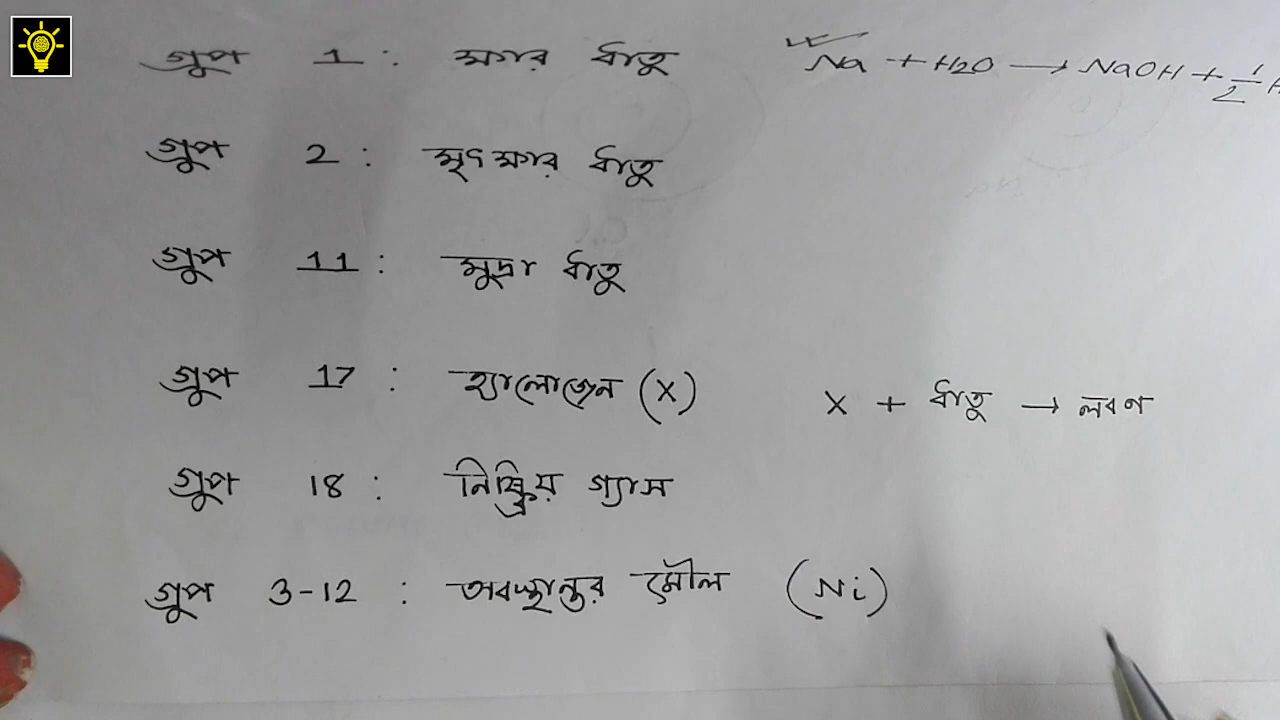 গ্রুপ 1 : ক্ষার ধাতু Na + H2O → NaOH + 1/2 H
গ্রুপ 2 : মৃৎক্ষার ধাতু
গ্রুপ 11 : মুদ্রা ধাতু
গ্রুপ 17 : হ্যালোজেন (X) X + ধাতু → লবণ
গ্রুপ 18 : নিষ্ক্রিয় গ্যাস
গ্রুপ 3-12 : অবস্থান্তর মৌল (Ni)